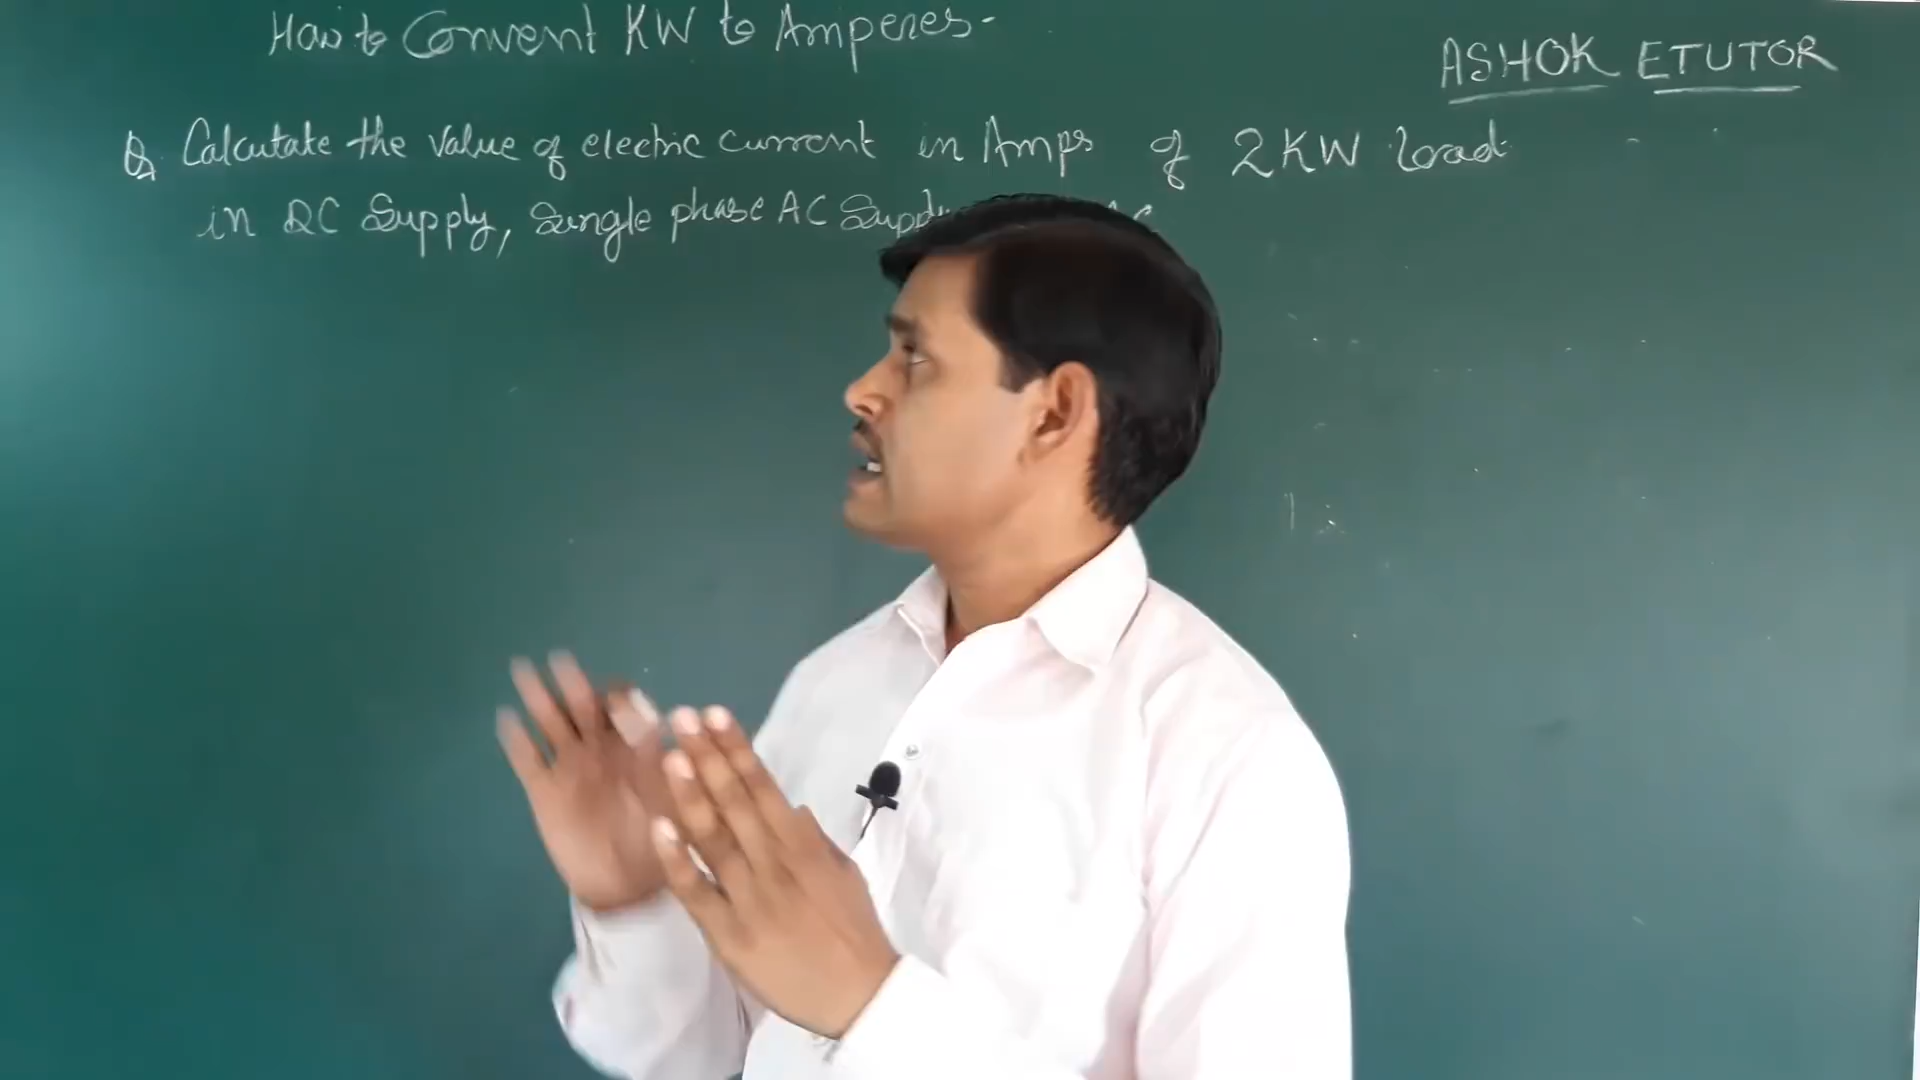 How to Convert KW to Amperes-
ASHOK ETUTOR
Q. Calcutate the value of electric current in Amps of 2KW load
in DC Supply, Single phase AC